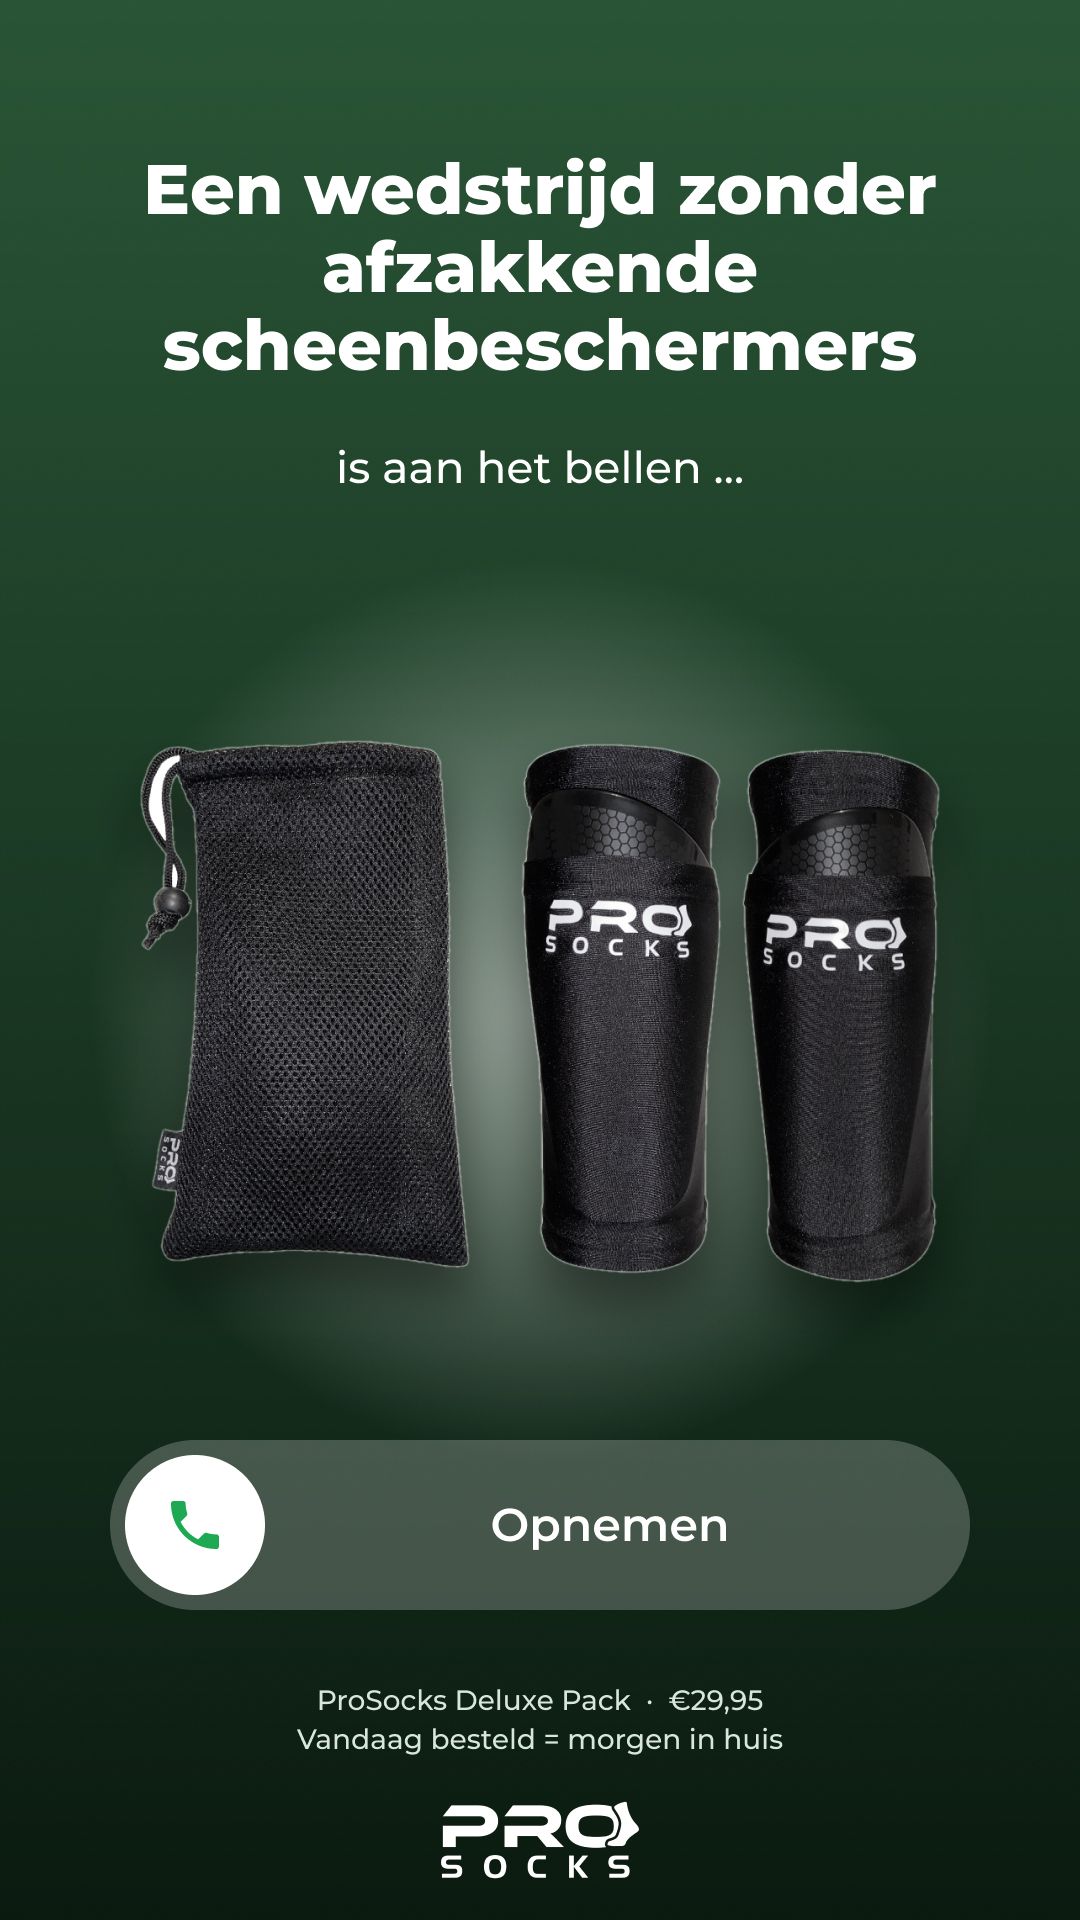 Een wedstrijd zonder
afzakkende
scheenbeschermers
is aan het bellen ...
PRO
SOCKS
PRO
SOCKS
PRO
SOCKS
Opnemen
ProSocks Deluxe Pack · €29,95
Vandaag besteld = morgen in huis
PRO
SOCKS